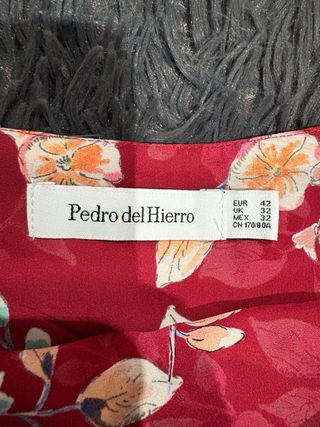 Pedro del Hierro
EUR 42
UK 32
MEX 32
CN 170/80A